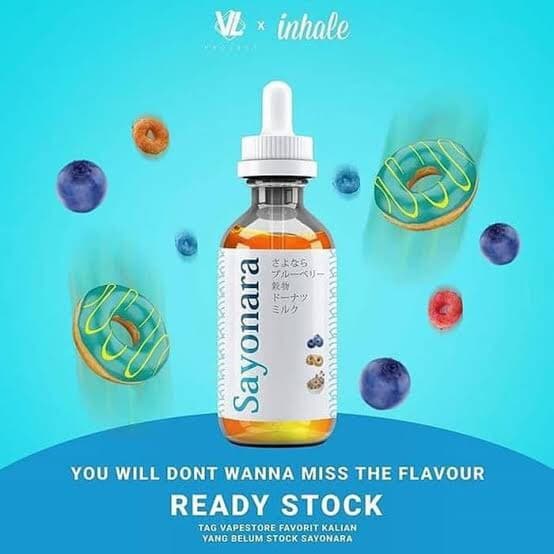 VL x inhale
PROJECT
Sayonara
さよなら
ブルーベリー
穀物
ドーナツ
ミルク
YOU WILL DONT WANNA MISS THE FLAVOUR
READY STOCK
TAG VAPESTORE FAVORIT KALIAN
YANG BELUM STOCK SAYONARA